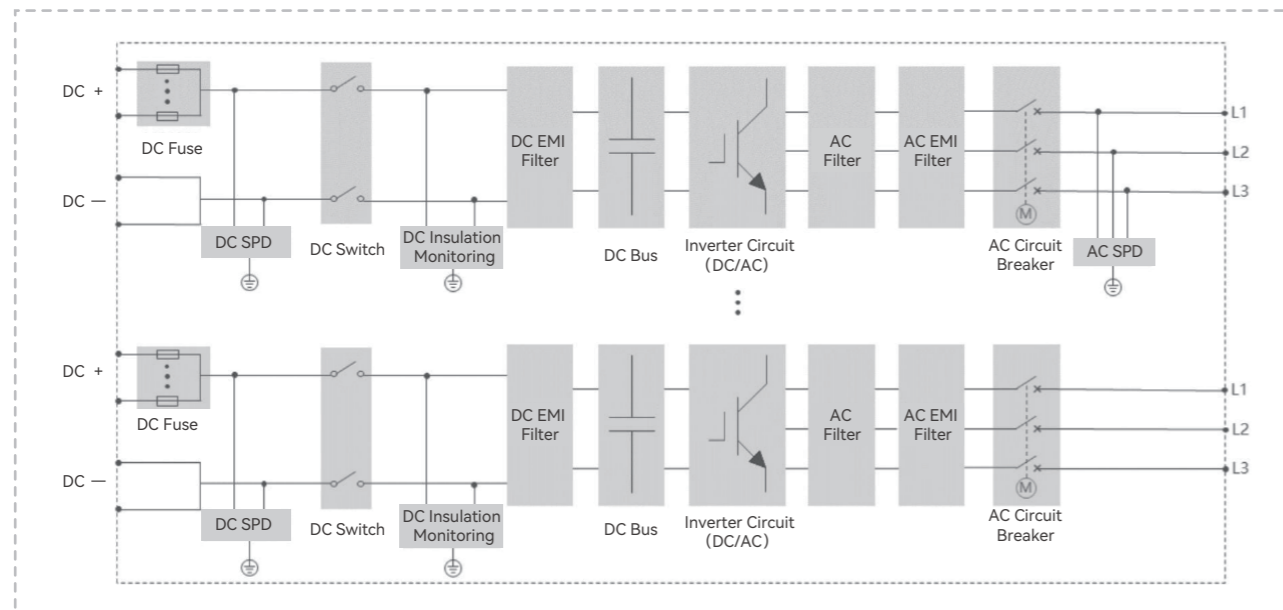 DC +
DC Fuse
DC —
DC SPD
DC Switch
DC Insulation
Monitoring
DC EMI
Filter
DC Bus
Inverter Circuit
(DC/AC)
AC
Filter
AC EMI
Filter
M
AC Circuit
Breaker
AC SPD
L1
L2
L3
DC +
DC Fuse
DC —
DC SPD
DC Switch
DC Insulation
Monitoring
DC EMI
Filter
DC Bus
Inverter Circuit
(DC/AC)
AC
Filter
AC EMI
Filter
M
AC Circuit
Breaker
L1
L2
L3